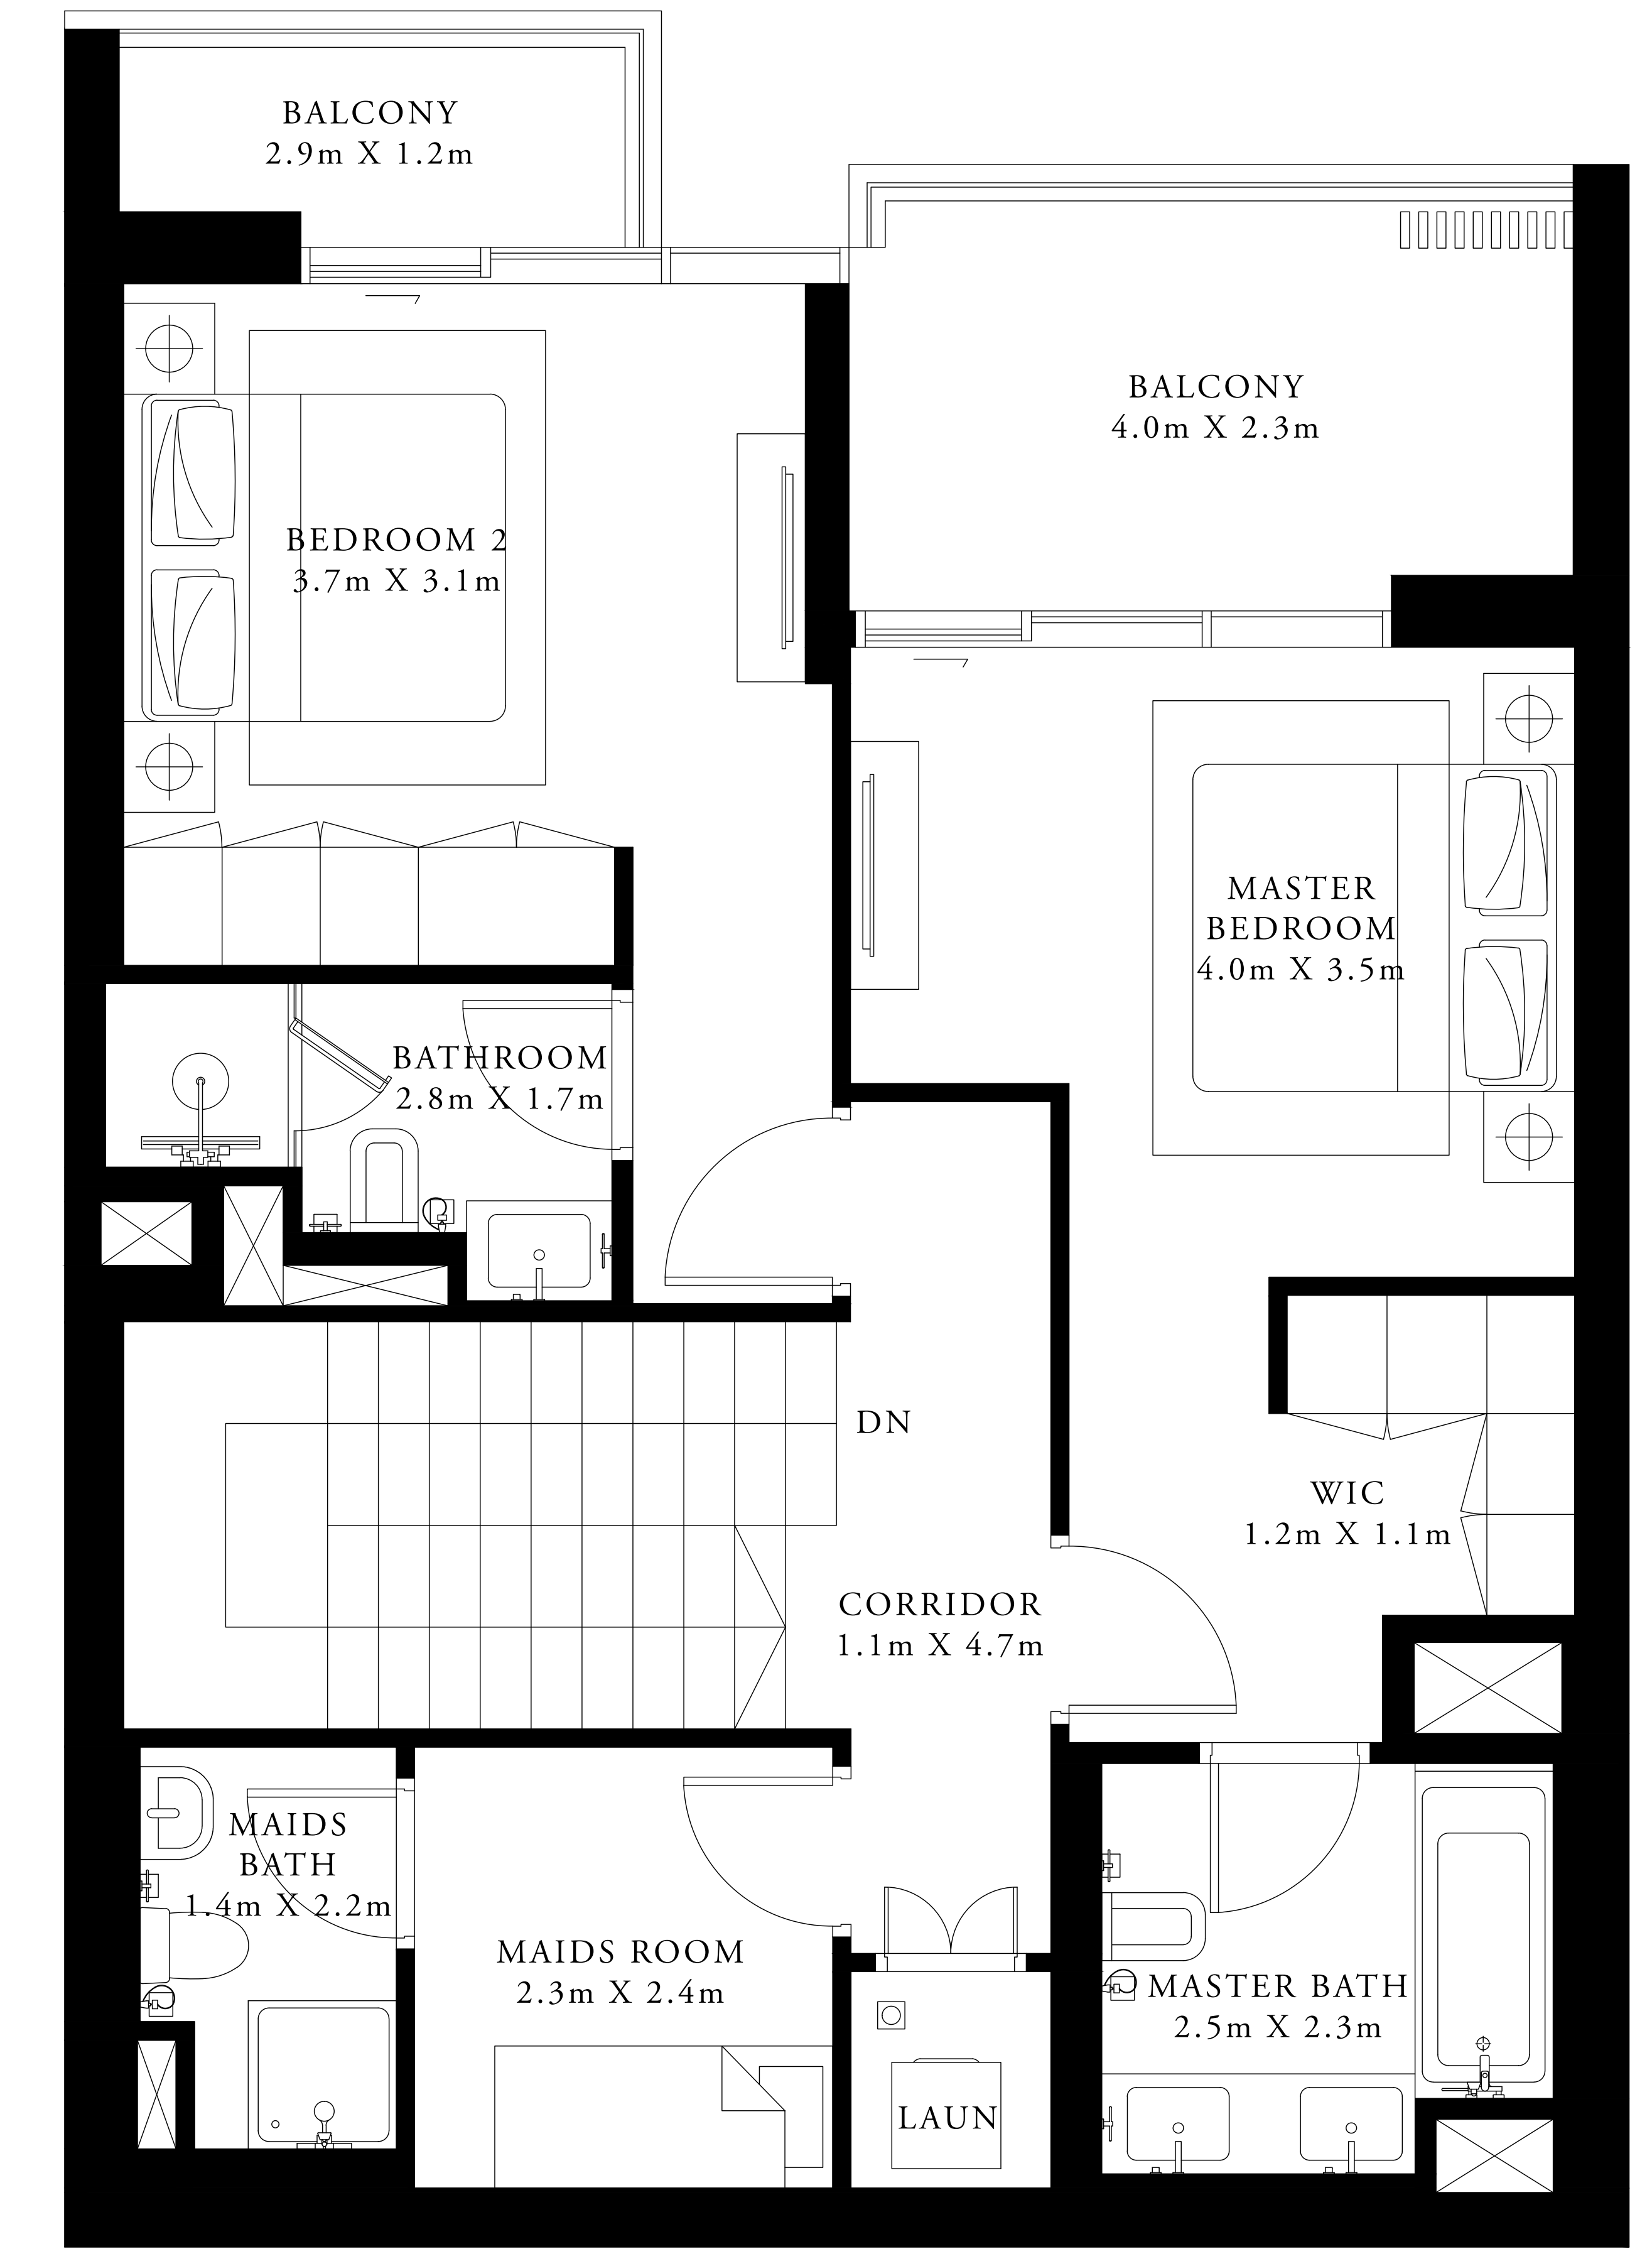 BALCONY
2.9m X 1.2m
BALCONY
4.0m X 2.3m
BEDROOM 2
3.7m X 3.1m
MASTER
BEDROOM
4.0m X 3.5m
BATHROOM
2.8m X 1.7m
DN
WIC
1.2m X 1.1m
CORRIDOR
1.1m X 4.7m
MAIDS
BATH
1.4m X 2.2m
MAIDS ROOM
2.3m X 2.4m
MASTER BATH
2.5m X 2.3m
LAUN